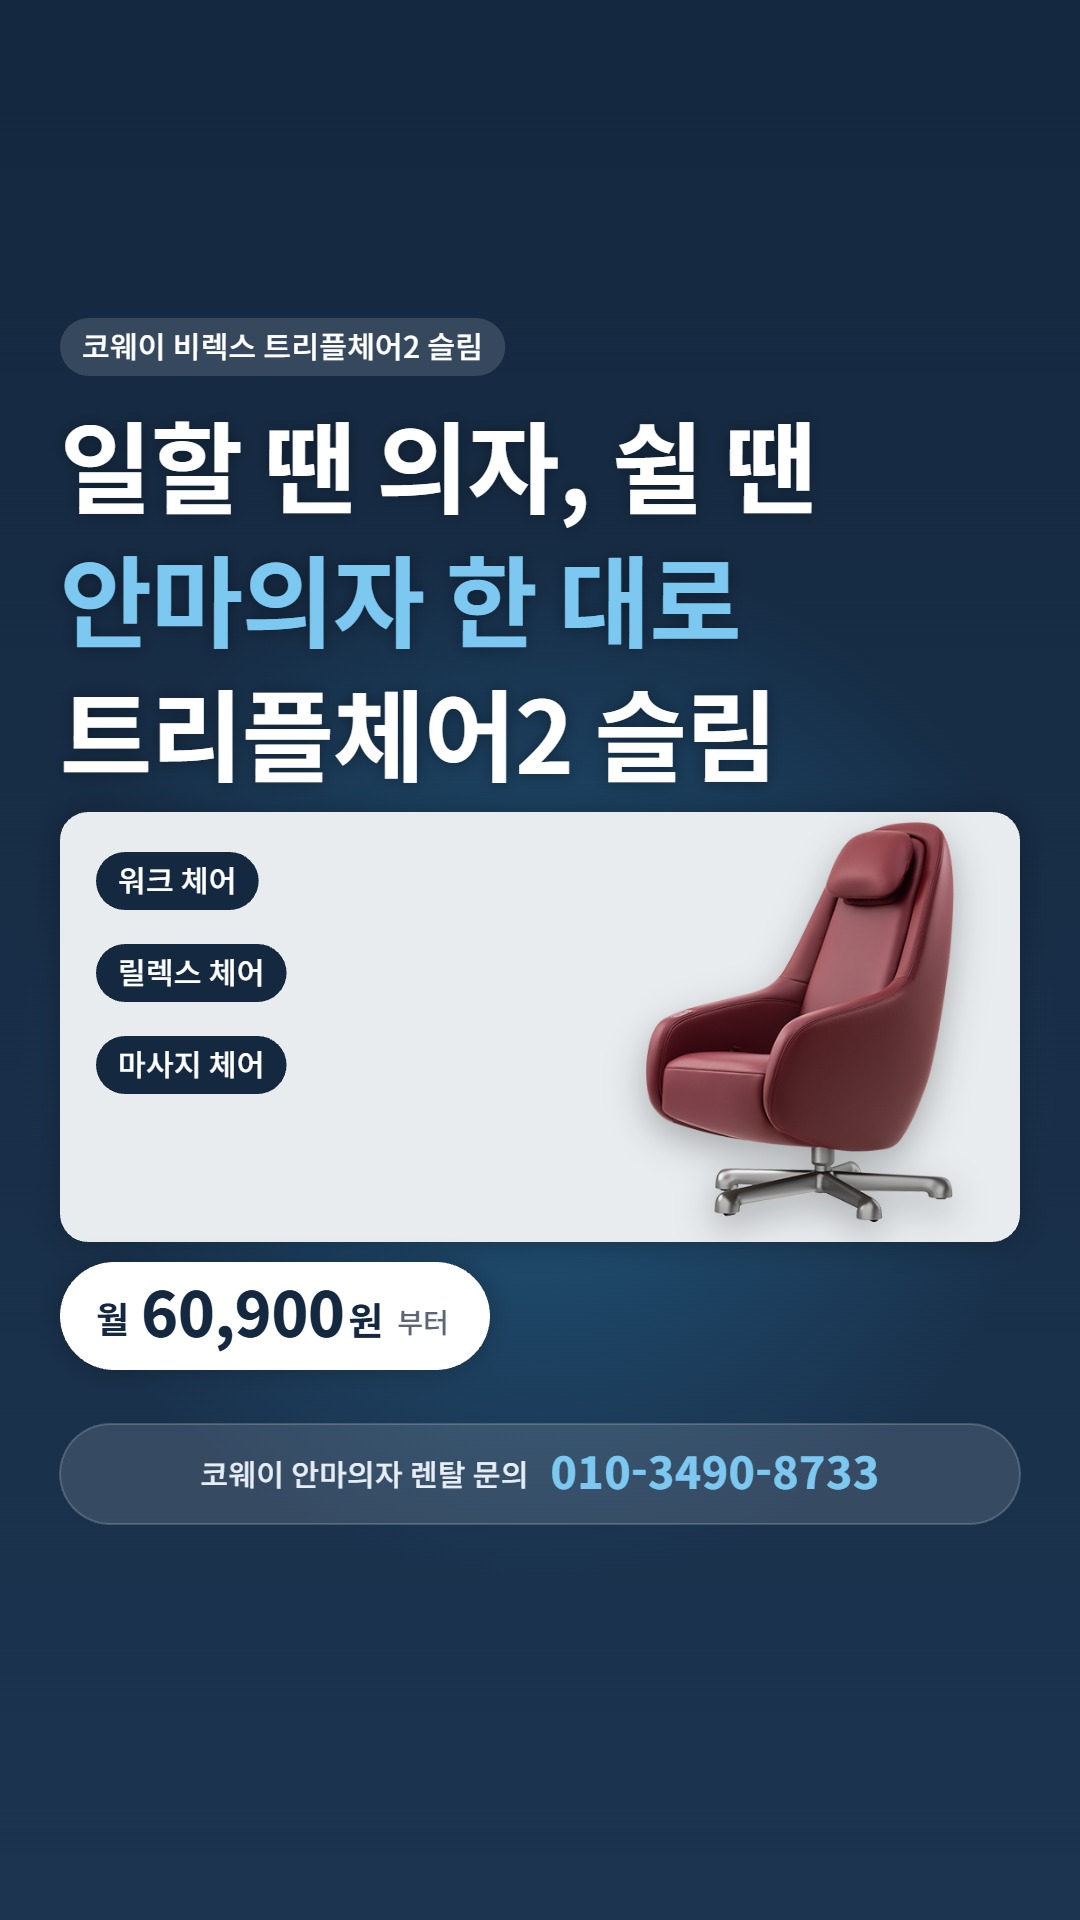 코웨이 비렉스 트리플체어2 슬림
일할 땐 의자, 쉴 땐
안마의자 한 대로
트리플체어2 슬림
워크 체어
릴렉스 체어
마사지 체어
월 60,900원 부터
코웨이 안마의자 렌탈 문의 010-3490-8733